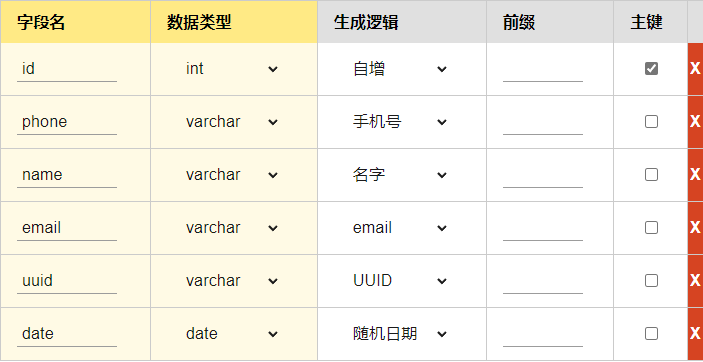 字段名 数据类型 生成逻辑 前缀 主键
id int 自增 X
phone varchar 手机号 X
name varchar 名字 X
email varchar email X
uuid varchar UUID X
date date 随机日期 X